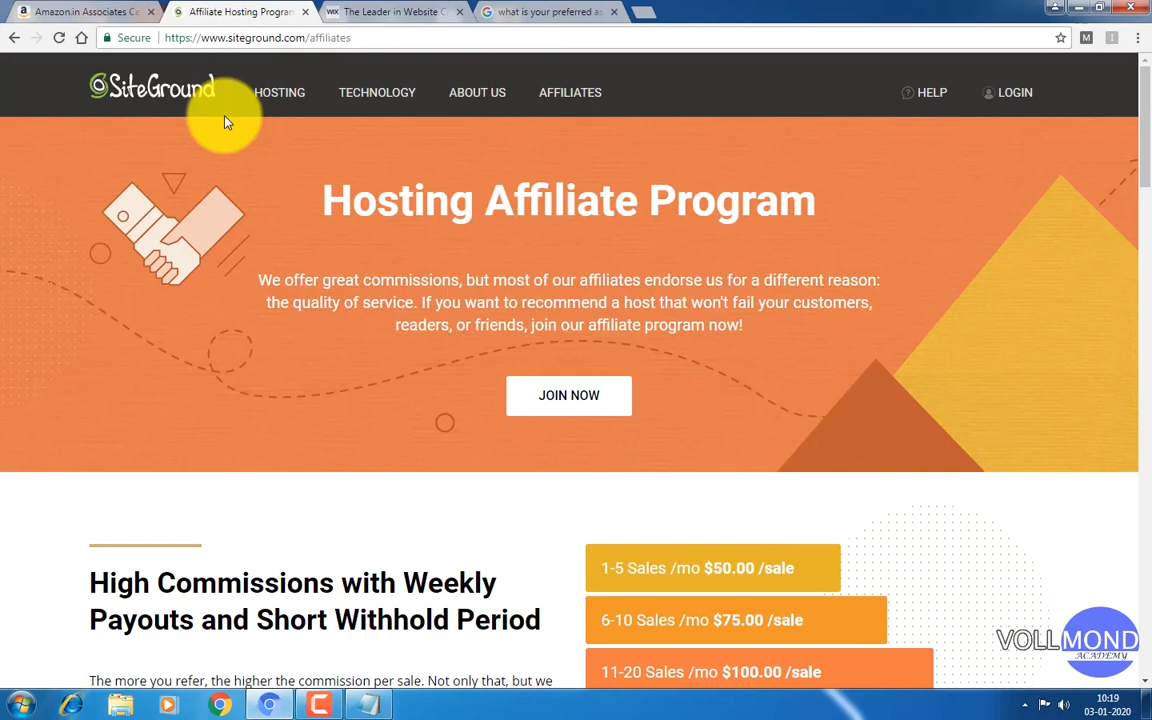 Amazon.in Associates Ce
Affiliate Hosting Program
WIX The Leader in Website C
what is your preferred a
Secure | https://www.siteground.com/affiliates
M
SiteGround
HOSTING
TECHNOLOGY
ABOUT US
AFFILIATES
HELP
LOGIN
Hosting Affiliate Program
We offer great commissions, but most of our affiliates endorse us for a different reason:
the quality of service. If you want to recommend a host that won't fail your customers,
readers, or friends, join our affiliate program now!
JOIN NOW
High Commissions with Weekly
Payouts and Short Withhold Period
The more you refer, the higher the commission per sale. Not only that, but we
1-5 Sales /mo $50.00 /sale
6-10 Sales /mo $75.00 /sale
11-20 Sales /mo $100.00 /sale
VOLLMOND
ACADEMY
10:19
03-01-2020